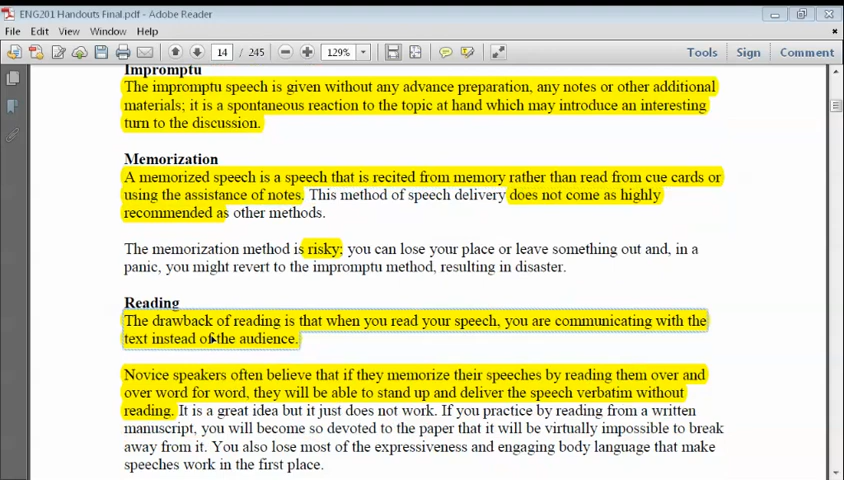 ENG201 Handouts Final.pdf - Adobe Reader
File Edit View Window Help
14 / 245 129% Tools Sign Comment
Impromptu
The impromptu speech is given without any advance preparation, any notes or other additional
materials; it is a spontaneous reaction to the topic at hand which may introduce an interesting
turn to the discussion.
Memorization
A memorized speech is a speech that is recited from memory rather than read from cue cards or
using the assistance of notes. This method of speech delivery does not come as highly
recommended as other methods.
The memorization method is risky; you can lose your place or leave something out and, in a
panic, you might revert to the impromptu method, resulting in disaster.
Reading
The drawback of reading is that when you read your speech, you are communicating with the
text instead of the audience.
Novice speakers often believe that if they memorize their speeches by reading them over and
over word for word, they will be able to stand up and deliver the speech verbatim without
reading. It is a great idea but it just does not work. If you practice by reading from a written
manuscript, you will become so devoted to the paper that it will be virtually impossible to break
away from it. You also lose most of the expressiveness and engaging body language that make
speeches work in the first place.